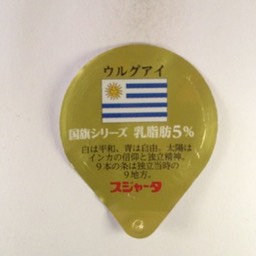 ウルグアイ
国旗シリーズ 乳脂肪5%
白は平和、青は自由、太陽は
インカの信仰と独立精神、
9本の条は独立当時の
9地方。
スジャータ